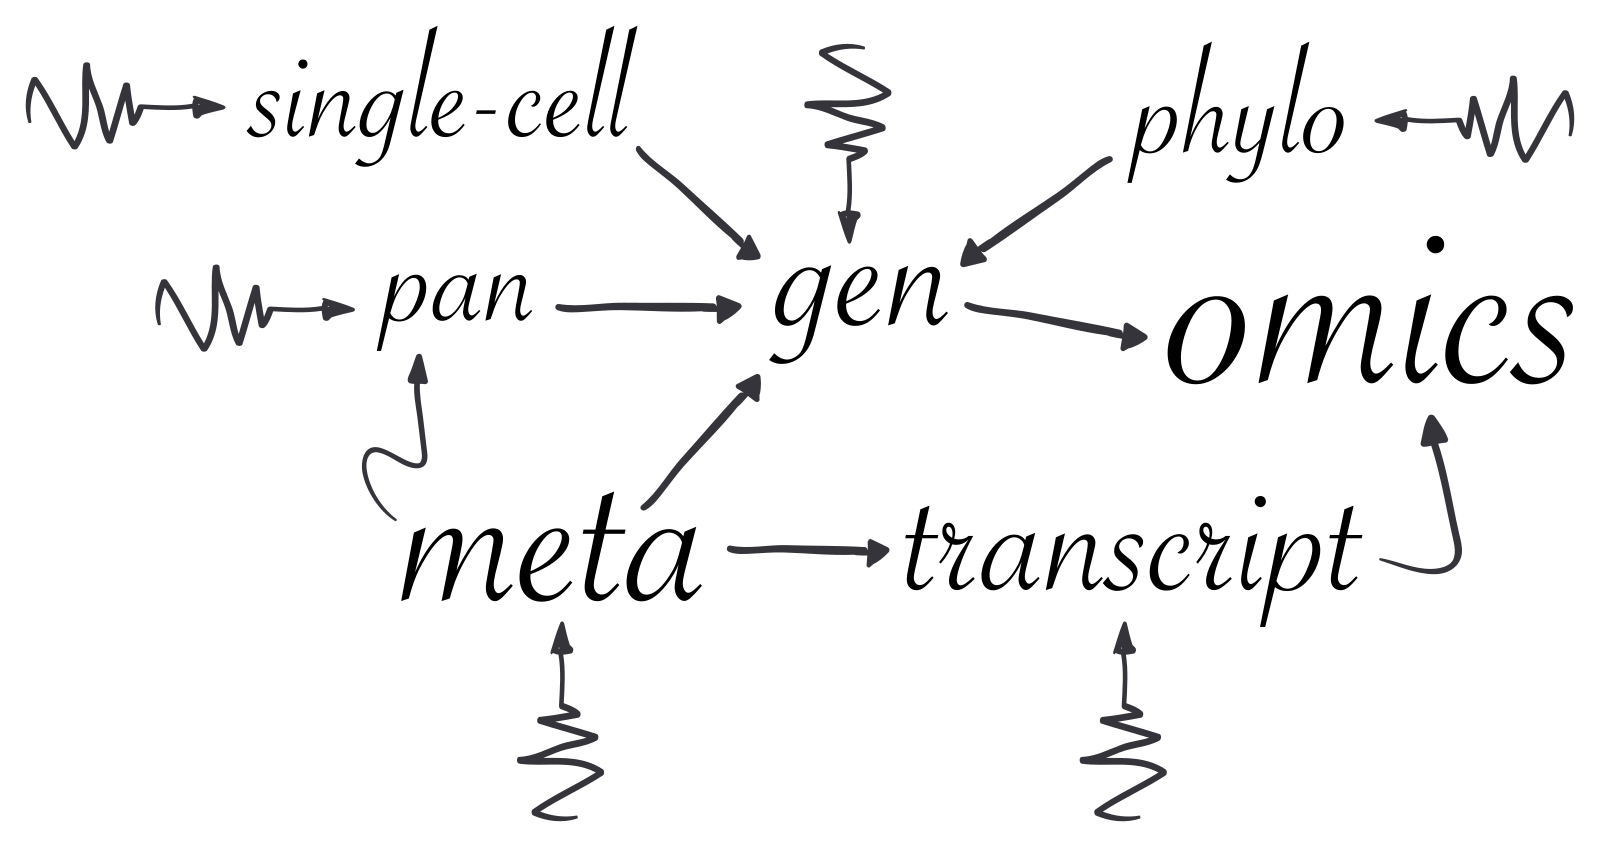 single-cell
phylo
pan
gen
omics
meta
transcript